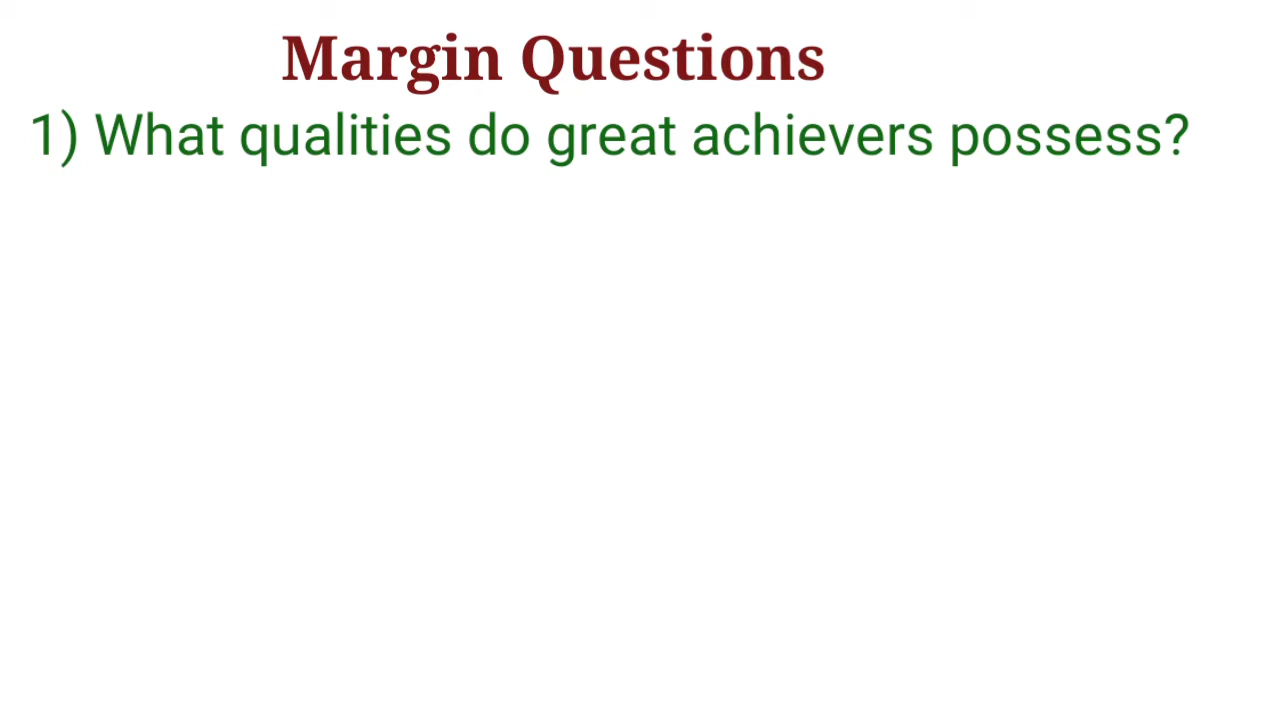 Margin Questions
1) What qualities do great achievers possess?